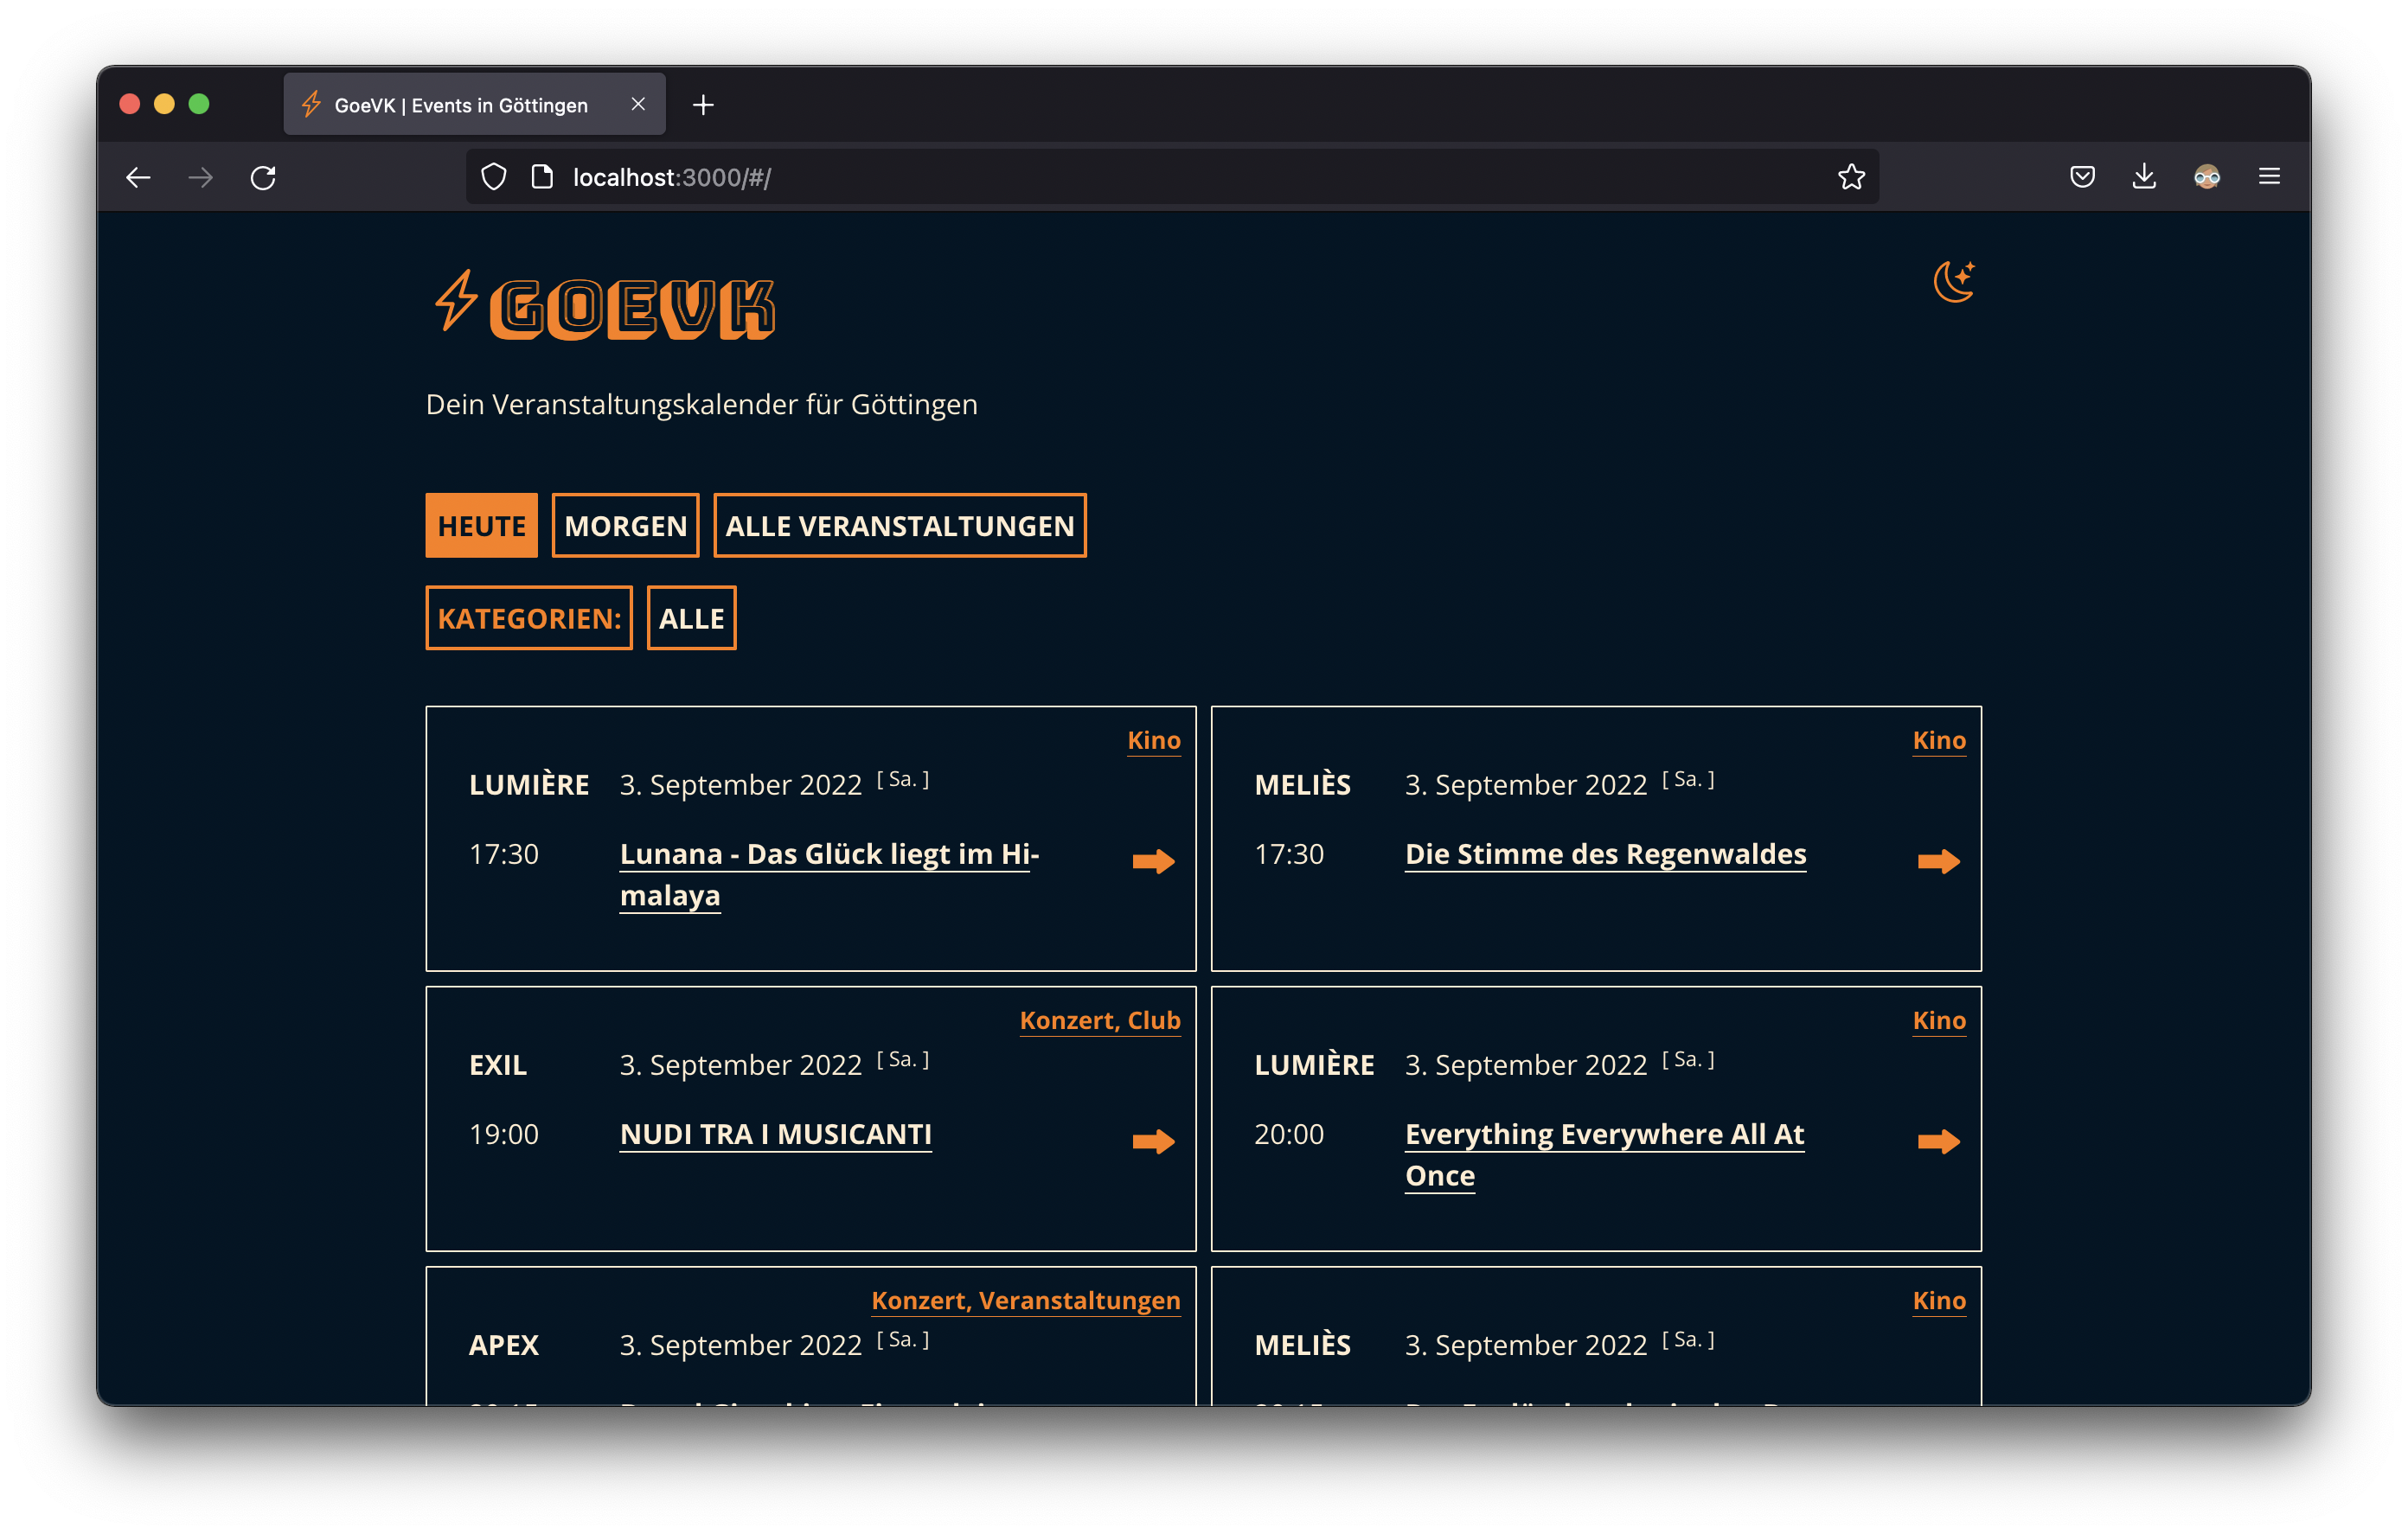 GoeVK | Events in Göttingen
localhost:3000/#/
GOEVK
Dein Veranstaltungskalender für Göttingen
HEUTE MORGEN ALLE VERANSTALTUNGEN
KATEGORIEN: ALLE
Kino
LUMIÈRE 3. September 2022 [ Sa. ]
17:30 Lunana - Das Glück liegt im Hi-
malaya
Kino
MELIÈS 3. September 2022 [ Sa. ]
17:30 Die Stimme des Regenwaldes
Konzert, Club
EXIL 3. September 2022 [ Sa. ]
19:00 NUDI TRA I MUSICANTI
Kino
LUMIÈRE 3. September 2022 [ Sa. ]
20:00 Everything Everywhere All At
Once
Konzert, Veranstaltungen
APEX 3. September 2022 [ Sa. ]
Kino
MELIÈS 3. September 2022 [ Sa. ]